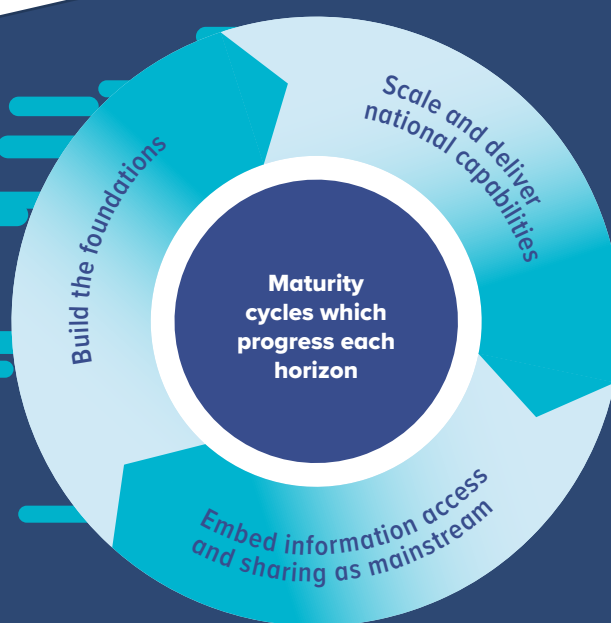 Maturity
cycles which
progress each
horizon
Build the foundations
Scale and deliver
national capabilities
Embed information access
and sharing as mainstream